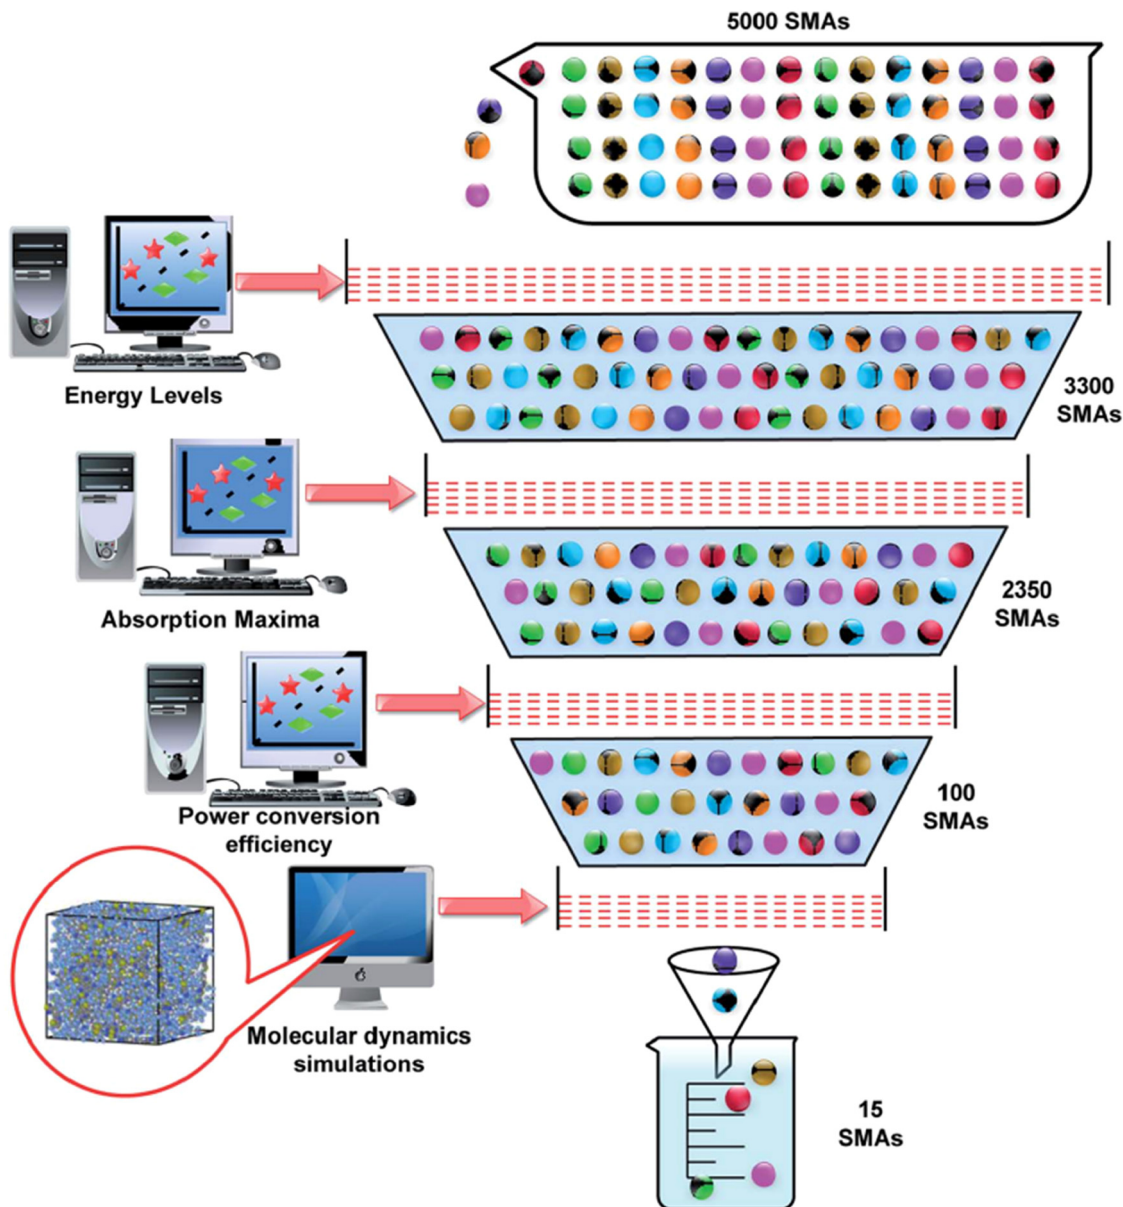 5000 SMAs
Energy Levels
3300
SMAs
Absorption Maxima
2350
SMAs
Power conversion
efficiency
100
SMAs
Molecular dynamics
simulations
15
SMAs